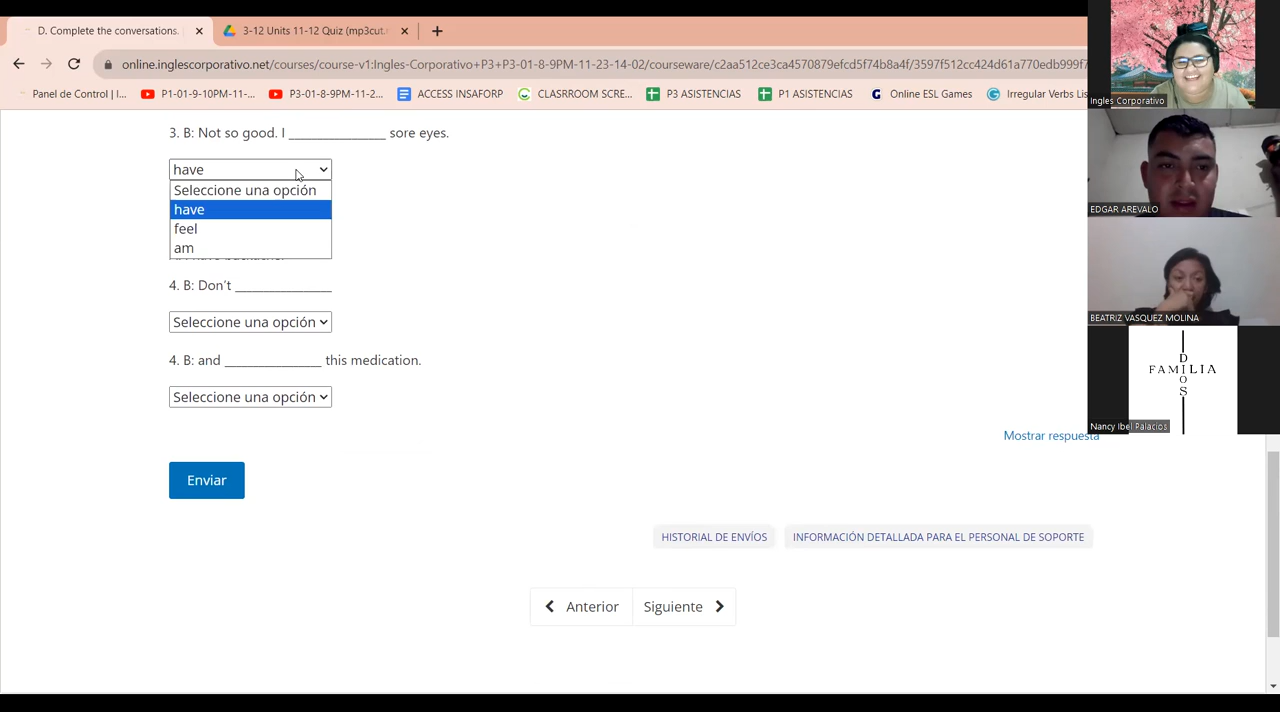 D. Complete the conversations.
3-12 Units 11-12 Quiz (mp3cut.
online.inglescorporativo.net/courses/course-v1:Ingles-Corporativo+P3+P3-01-8-9PM-11-23-14-02/courseware/c2aa512ce3ca4570879efcd5f74b8a4f/3597f512cc424d61a770edb999f7
Panel de Control | I...
P1-01-9-10PM-11-...
P3-01-8-9PM-11-2...
ACCESS INSAFORP
CLASRROOM SCRE...
P3 ASISTENCIAS
P1 ASISTENCIAS
Online ESL Games
Irregular Verbs Lis
3. B: Not so good. I _______________ sore eyes.
have
Seleccione una opción
have
feel
am
4. B: Don't _______________
Seleccione una opción
4. B: and _______________ this medication.
Seleccione una opción
Mostrar respuesta
Enviar
HISTORIAL DE ENVÍOS
INFORMACIÓN DETALLADA PARA EL PERSONAL DE SOPORTE
Anterior
Siguiente
Ingles Corporativo
EDGAR AREVALO
BEATRIZ VASQUEZ MOLINA
FAMILIA
DIOS
Nancy Ibel Palacios